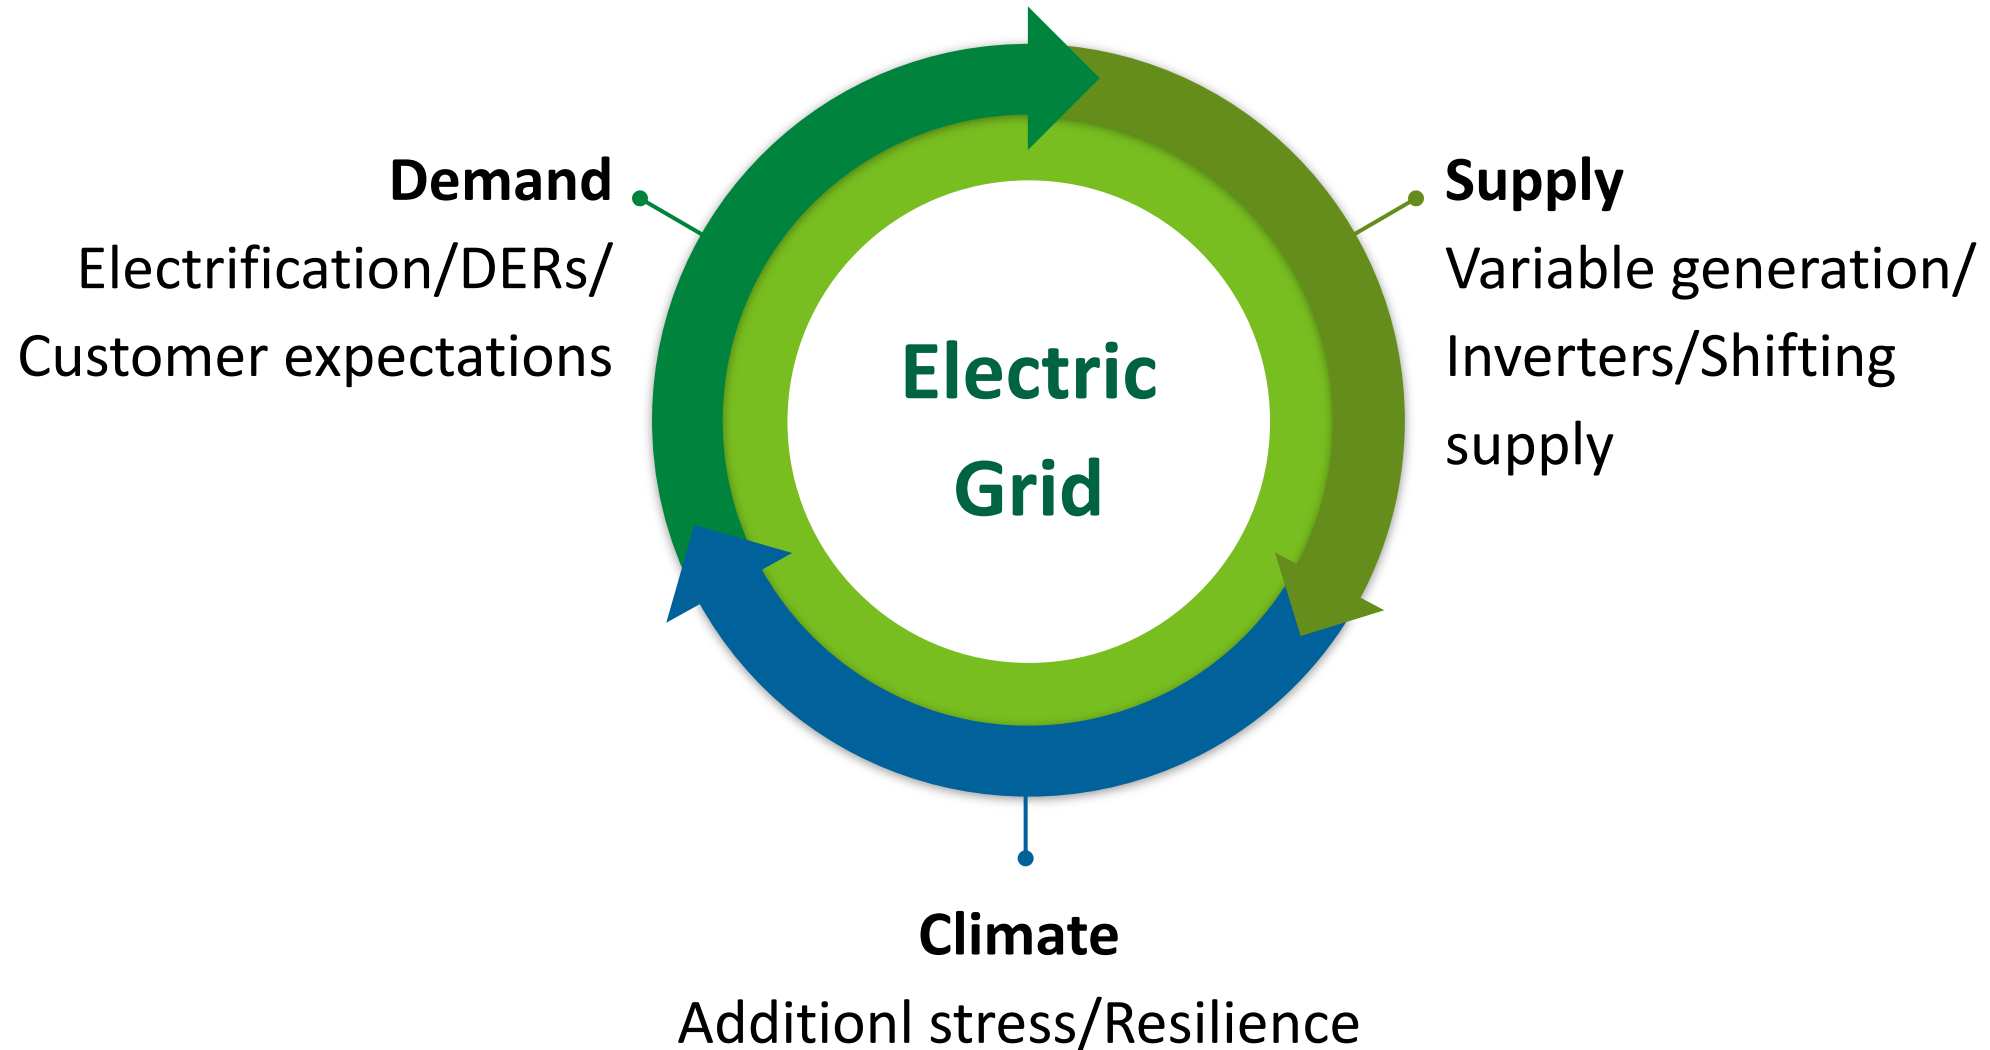 Demand
Electrification/DERs/
Customer expectations
Supply
Variable generation/
Inverters/Shifting
supply
Electric
Grid
Climate
Additionl stress/Resilience